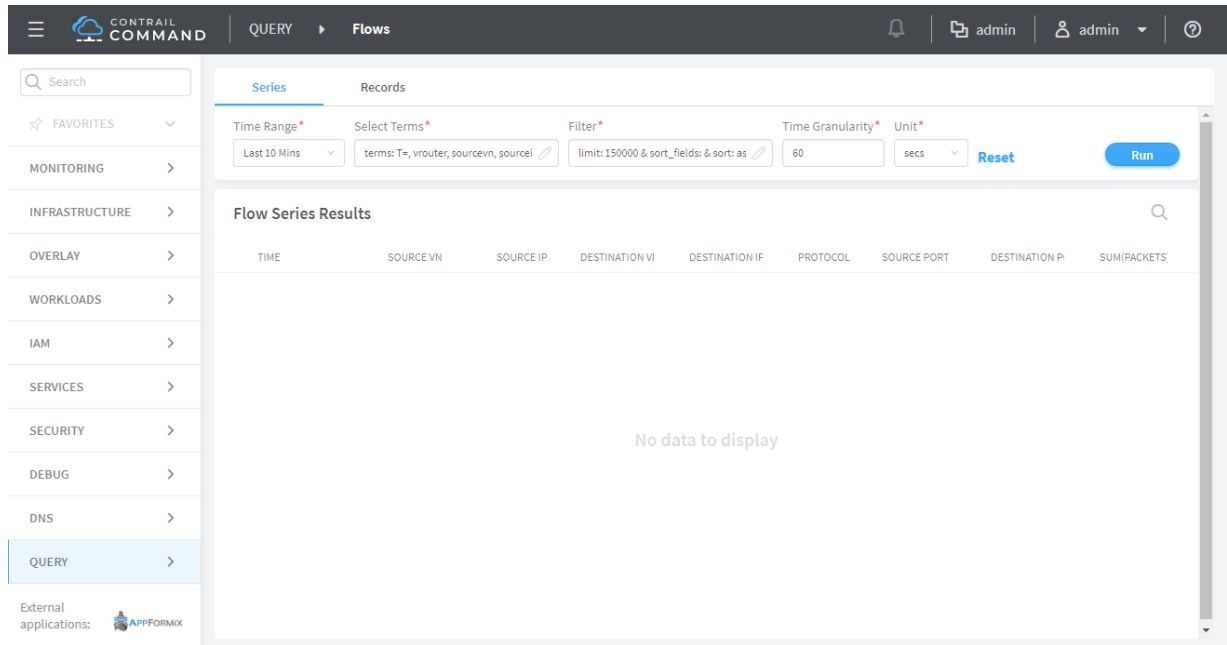 CONTRAIL
COMMAND
QUERY
Flows
admin
admin
Search
FAVORITES
MONITORING
INFRASTRUCTURE
OVERLAY
WORKLOADS
IAM
SERVICES
SECURITY
DEBUG
DNS
QUERY
External
applications:
APPFORMIX
Series Records
Time Range* Select Terms* Filter* Time Granularity* Unit*
Last 10 Mins terms: T=, vrouter, sourcevn, sourcei limit: 150000 & sort_fields: & sort: as 60 secs Reset Run
Flow Series Results
TIME SOURCE VN SOURCE IP DESTINATION VI DESTINATION IF PROTOCOL SOURCE PORT DESTINATION P SUM(PACKETS)
No data to display